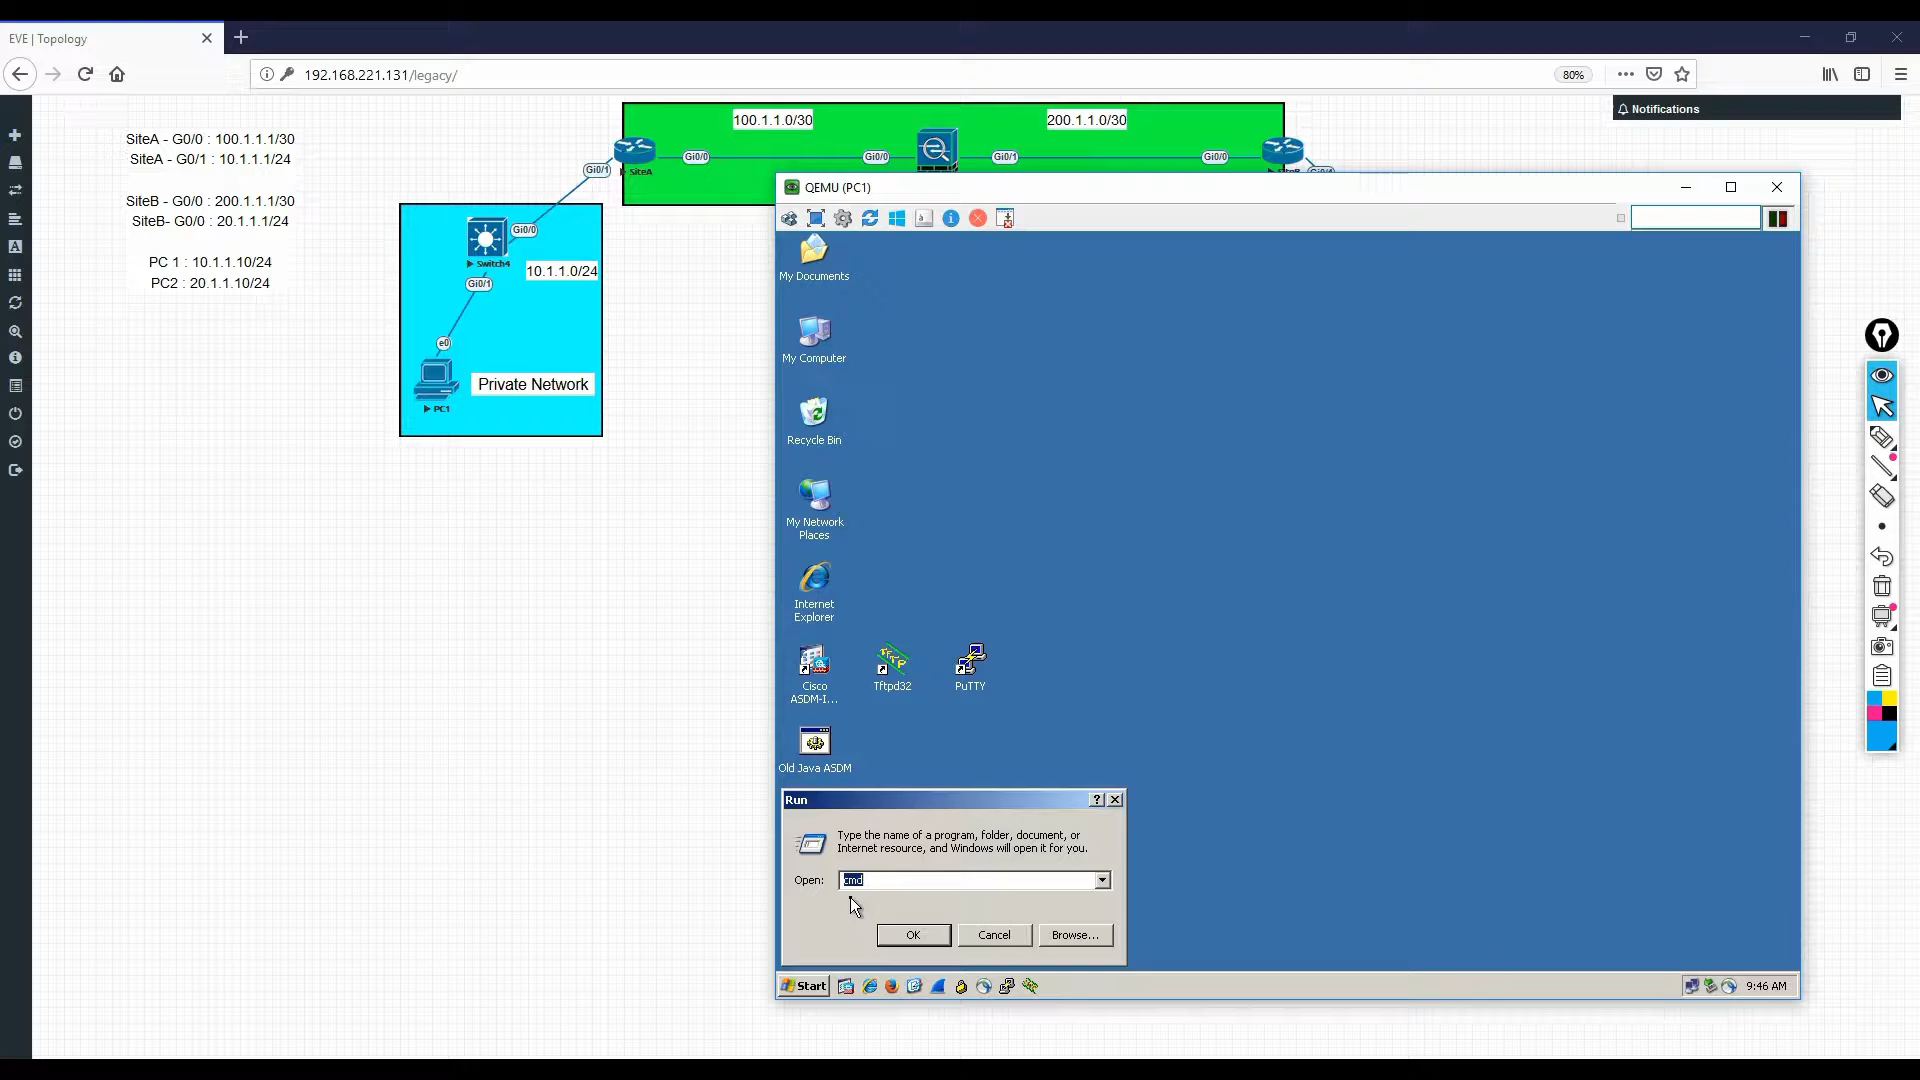 EVE | Topology
192.168.221.131/legacy/
80%
Notifications
SiteA - G0/0 : 100.1.1.1/30
SiteA - G0/1 : 10.1.1.1/24
SiteB - G0/0 : 200.1.1.1/30
SiteB- G0/0 : 20.1.1.1/24
PC 1 : 10.1.1.10/24
PC2 : 20.1.1.10/24
100.1.1.0/30
200.1.1.0/30
Gi0/0
Gi0/0
Gi0/1
Gi0/0
Gi0/1
SiteA
Gi0/0
Switch4
10.1.1.0/24
Gi0/1
e0
Private Network
PC1
QEMU (PC1)
My Documents
My Computer
Recycle Bin
My Network
Places
Internet
Explorer
Cisco
ASDM-I...
Tftpd32
PuTTY
Old Java ASDM
Run
Type the name of a program, folder, document, or
Internet resource, and Windows will open it for you.
Open:
cmd
OK
Cancel
Browse...
Start
9:46 AM